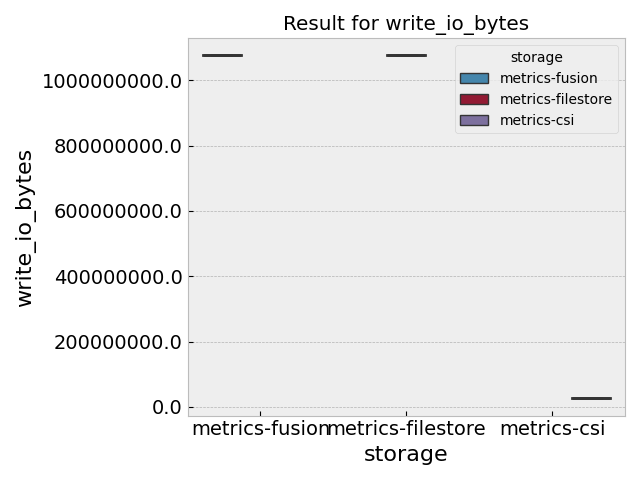 Result for write_io_bytes
write_io_bytes
1000000000.0
800000000.0
600000000.0
400000000.0
200000000.0
0.0
storage
metrics-fusion
metrics-filestore
metrics-csi
metrics-fusion
metrics-filestore
metrics-csi
storage